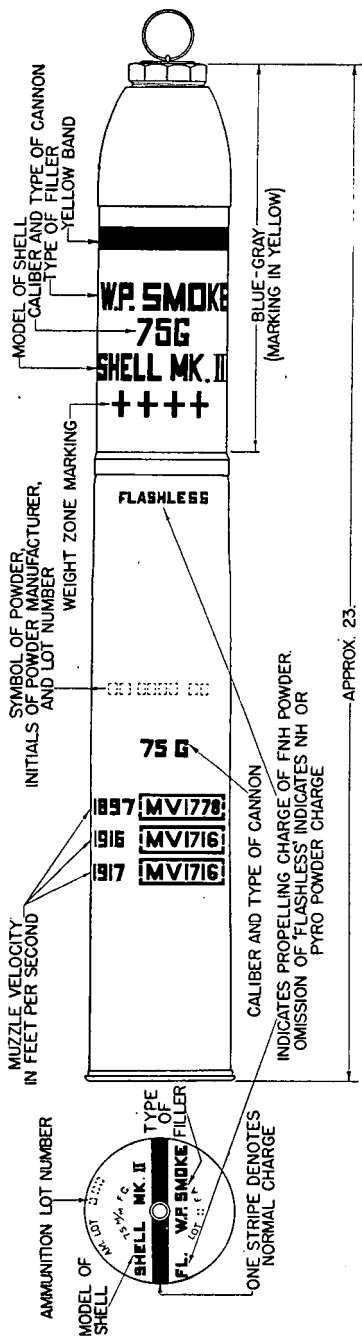 MODEL OF SHELL
CALIBER AND TYPE OF CANNON
TYPE OF FILLER
YELLOW BAND
W.P. SMOKE
75G
SHELL MK. II
++++
BLUE-GRAY
(MARKING IN YELLOW)
WEIGHT ZONE MARKING
SYMBOL OF POWDER,
INITIALS OF POWDER MANUFACTURER,
AND LOT NUMBER
FLASHLESS
75 G
1897 MV1778
1916 MV1716
1917 MV1716
MUZZLE VELOCITY
IN FEET PER SECOND
CALIBER AND TYPE OF CANNON
INDICATES PROPELLING CHARGE OF FNH POWDER.
OMISSION OF "FLASHLESS" INDICATES NH OR
PYRO POWDER CHARGE
APPROX. 23.
AMMUNITION LOT NUMBER
MODEL OF
SHELL
AM. LOT
SHELL MK. II
FL. W.P. SMOKE
LOT
TYPE
OF
FILLER
ONE STRIPE DENOTES
NORMAL CHARGE